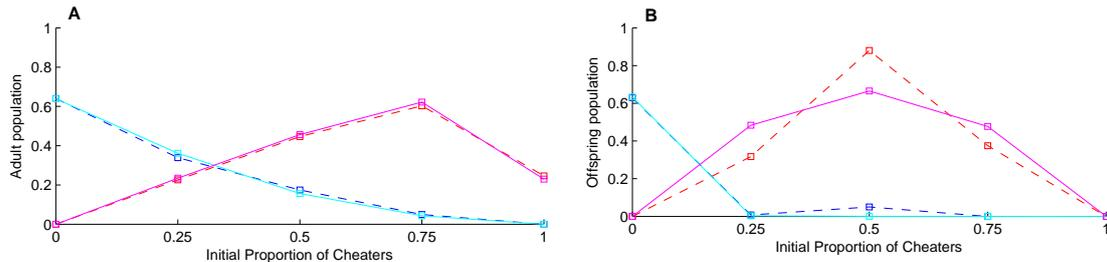 A
1
0.8
0.6
0.4
0.2
0
Adult population
0 0.25 0.5 0.75 1
Initial Proportion of Cheaters
B
1
0.8
0.6
0.4
0.2
0
Offspring population
0 0.25 0.5 0.75 1
Initial Proportion of Cheaters